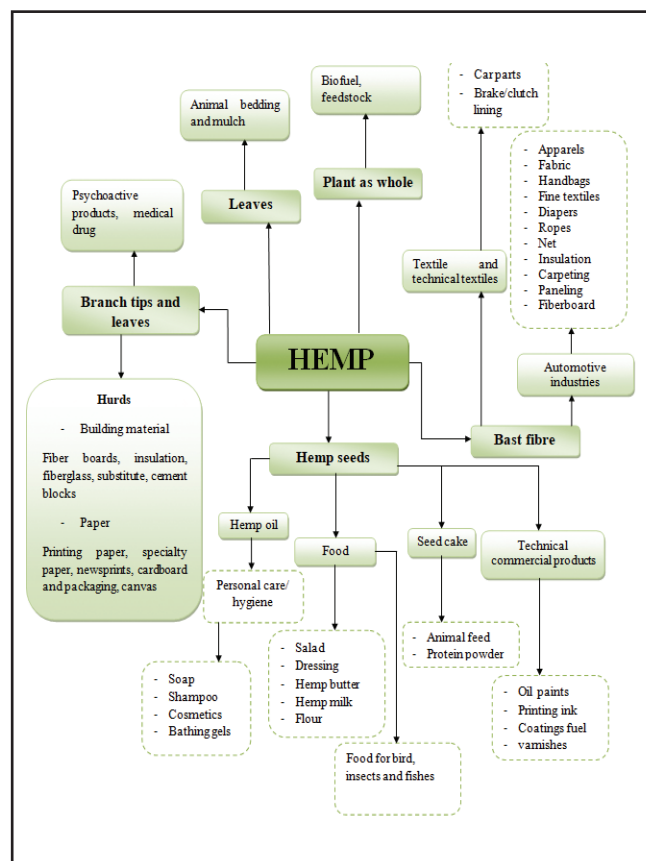 - Car parts
- Brake/clutch
lining
Biofuel,
feedstock
Animal bedding
and mulch
- Apparels
- Fabric
- Handbags
- Fine textiles
- Diapers
- Ropes
- Net
- Insulation
- Carpeting
- Paneling
- Fiberboard
Psychoactive
products, medical
drug
Leaves
Plant as whole
Textile and
technical textiles
Branch tips and
leaves
HEMP
Automotive
industries
Hurds
- Building material
Fiber boards, insulation,
fiberglass, substitute, cement
blocks
- Paper
Printing paper, specialty
paper, newsprints, cardboard
and packaging, canvas
Bast fibre
Hemp seeds
Hemp oil
Food
Seed cake
Technical
commercial products
Personal care/
hygiene
- Soap
- Shampoo
- Cosmetics
- Bathing gels
- Salad
- Dressing
- Hemp butter
- Hemp milk
- Flour
- Animal feed
- Protein powder
- Oil paints
- Printing ink
- Coatings fuel
- varnishes
Food for bird,
insects and fishes